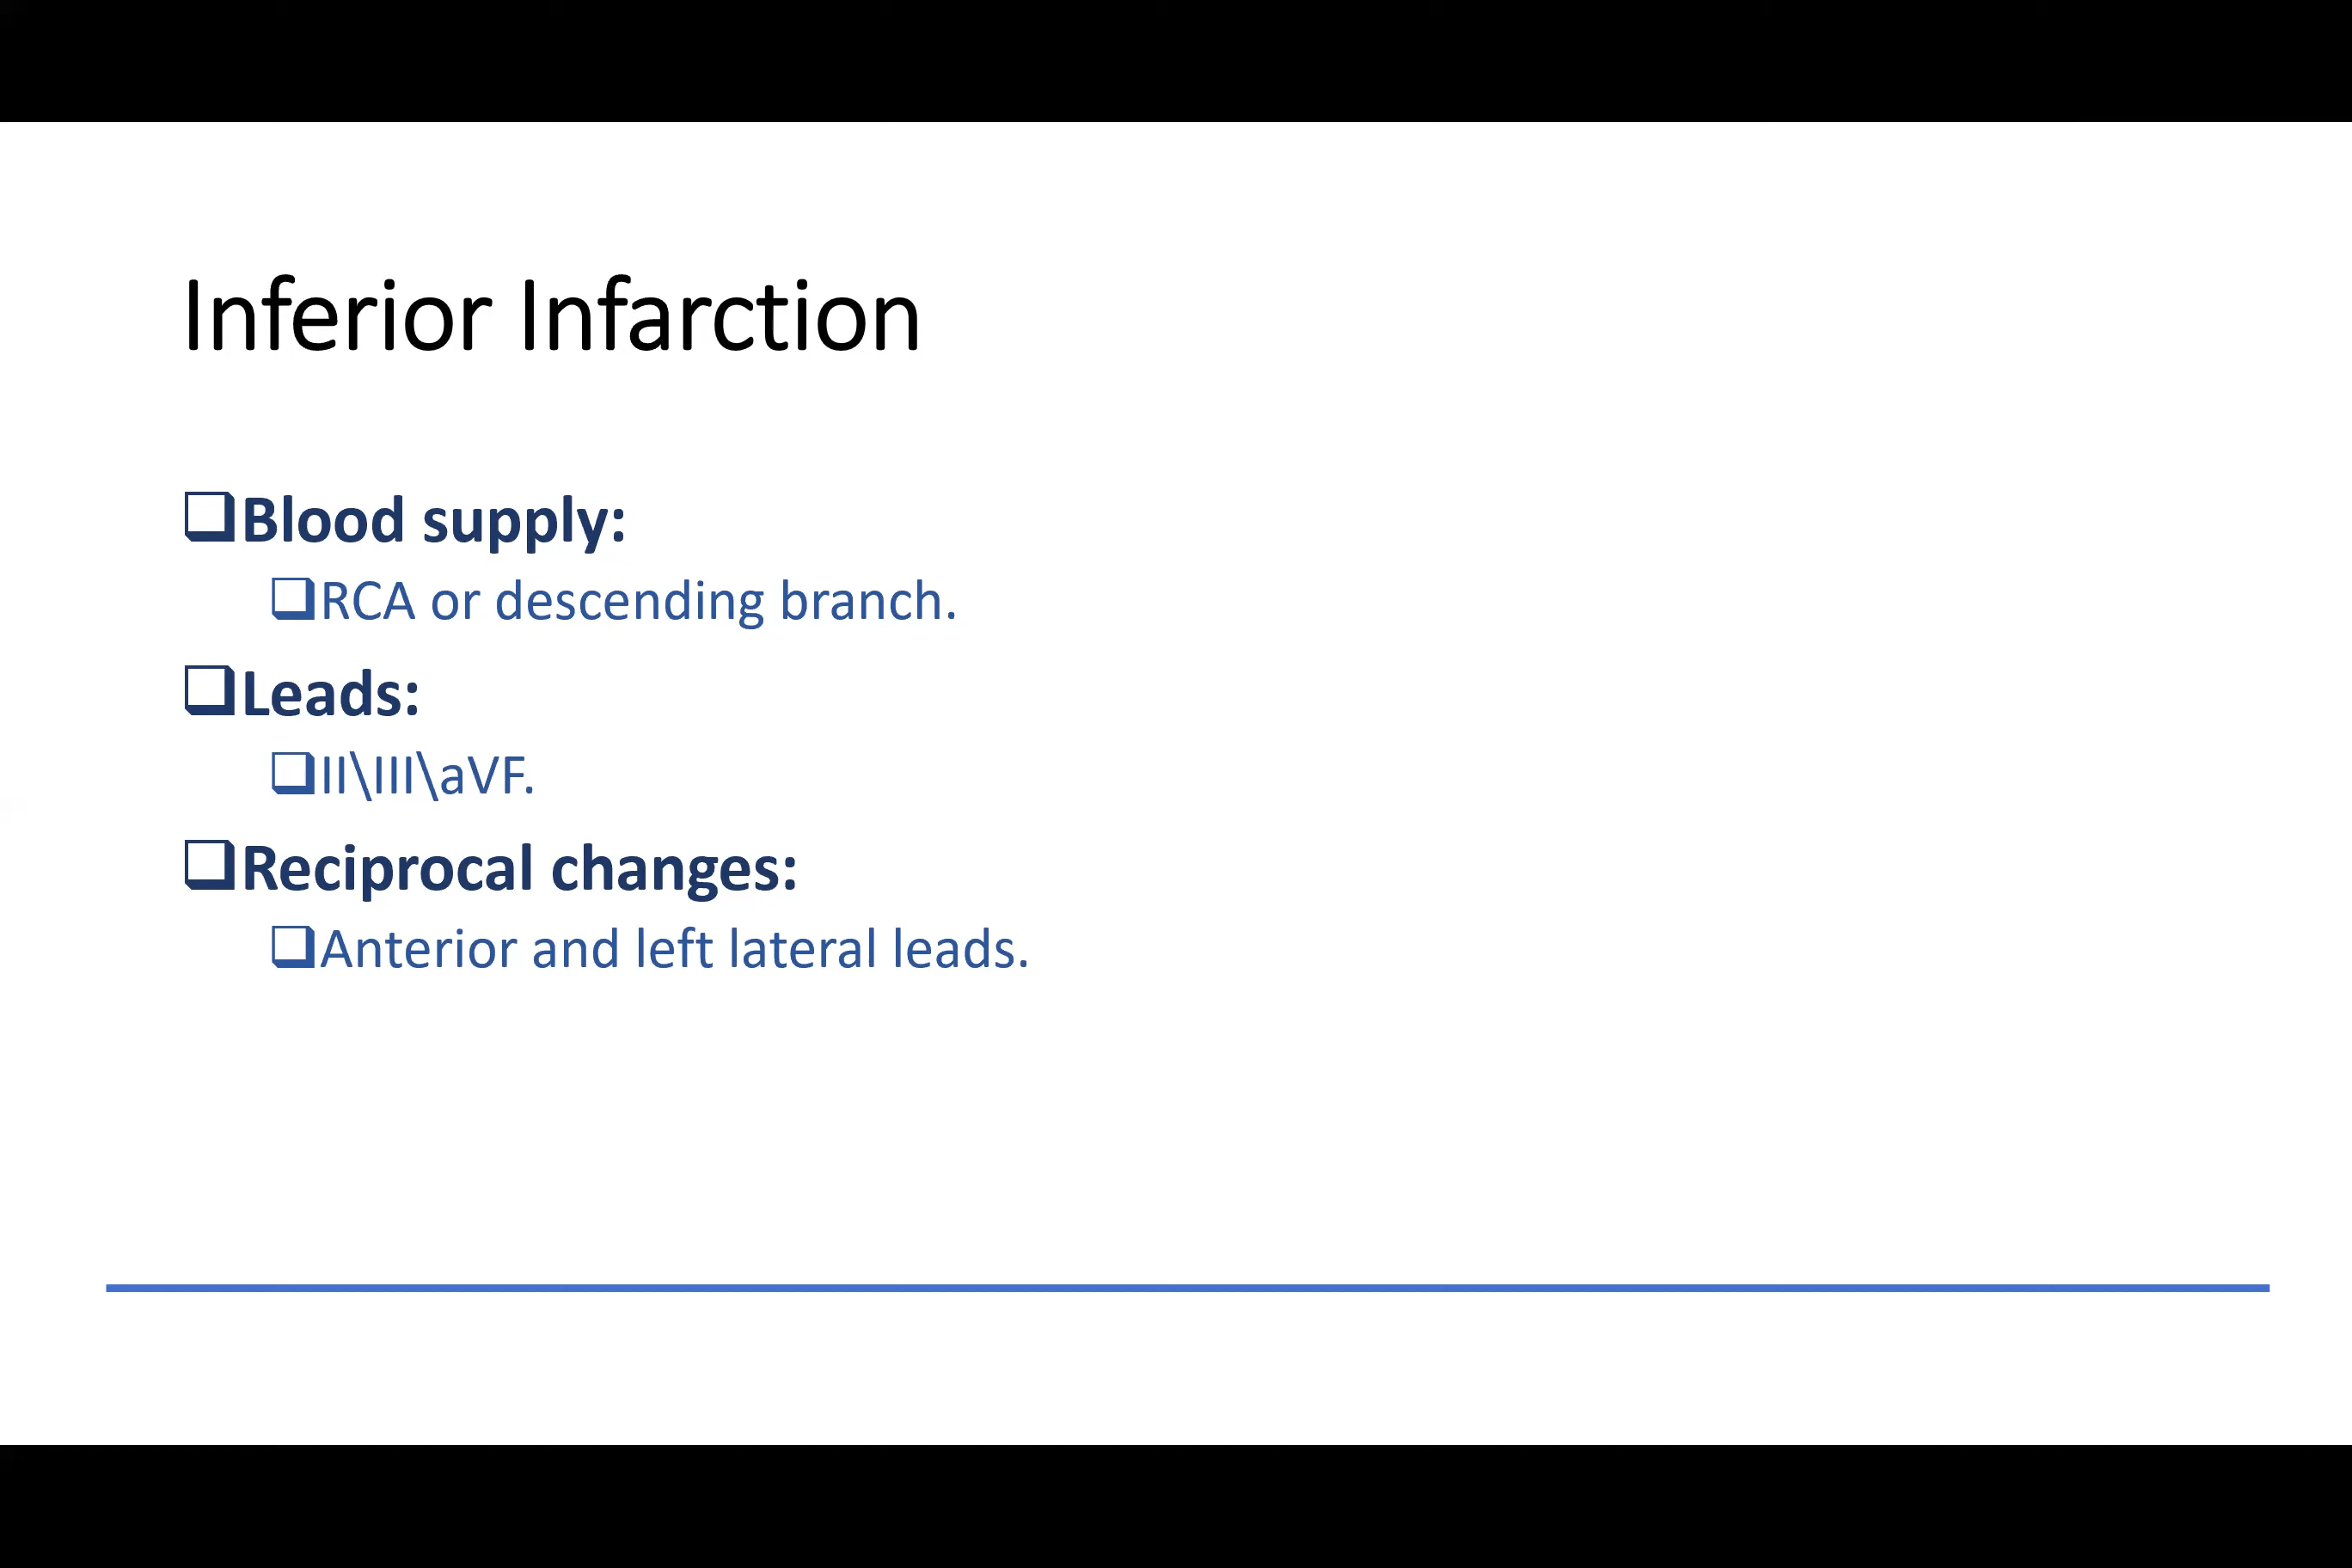 Inferior Infarction
Blood supply:
RCA or descending branch.
Leads:
II\III\aVF.
Reciprocal changes:
Anterior and left lateral leads.